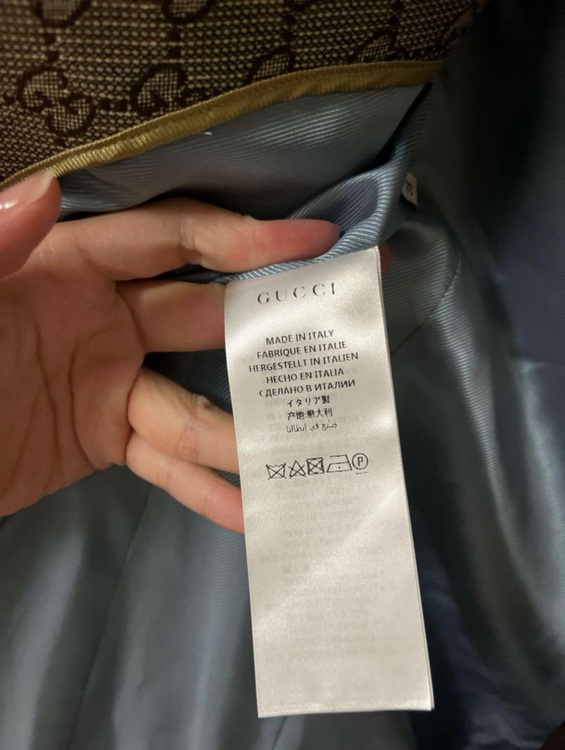 GUCCI
MADE IN ITALY
FABRIQUE EN ITALIE
HERGESTELLT IN ITALIEN
HECHO EN ITALIA
СДЕЛАНО В ИТАЛИИ
イタリア製
产地:意大利
صنع في إيطاليا
P